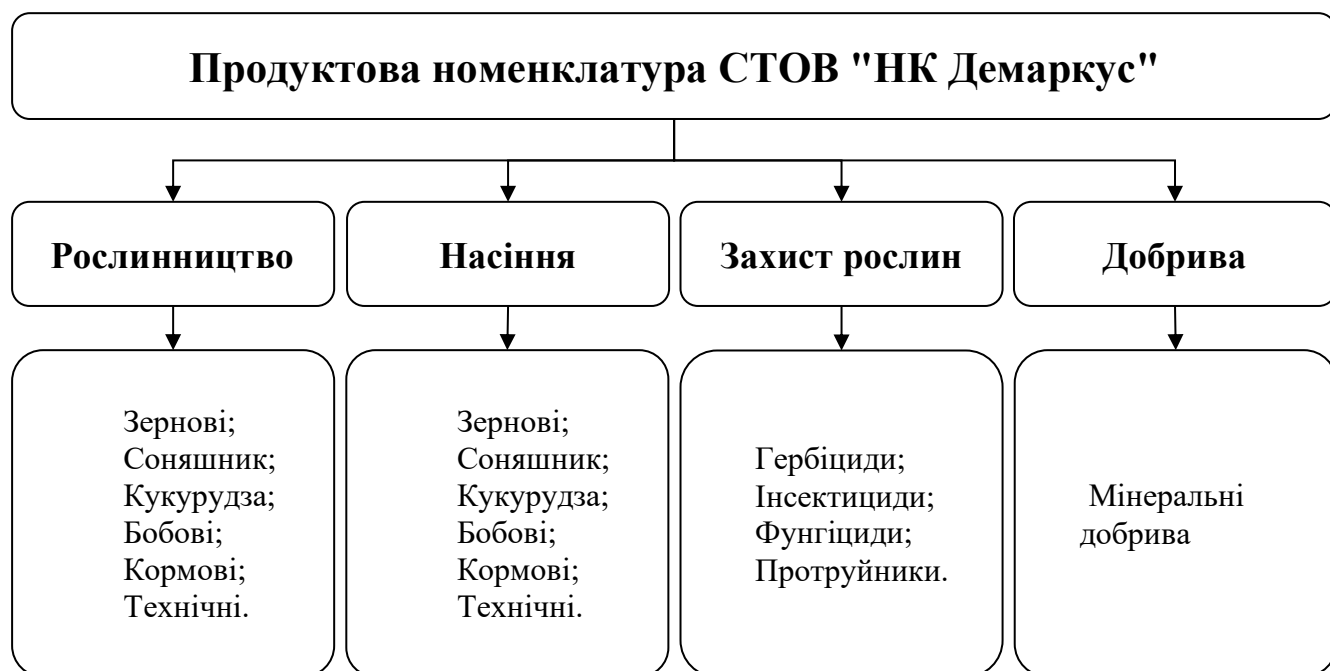 Продуктова номенклатура СТОВ "НК Демаркус"
Рослинництво
Насіння
Захист рослин
Добрива
Зернові;
Соняшник;
Кукурудза;
Бобові;
Кормові;
Технічні.
Зернові;
Соняшник;
Кукурудза;
Бобові;
Кормові;
Технічні.
Гербіциди;
Інсектициди;
Фунгіциди;
Протруйники.
Мінеральні
добрива